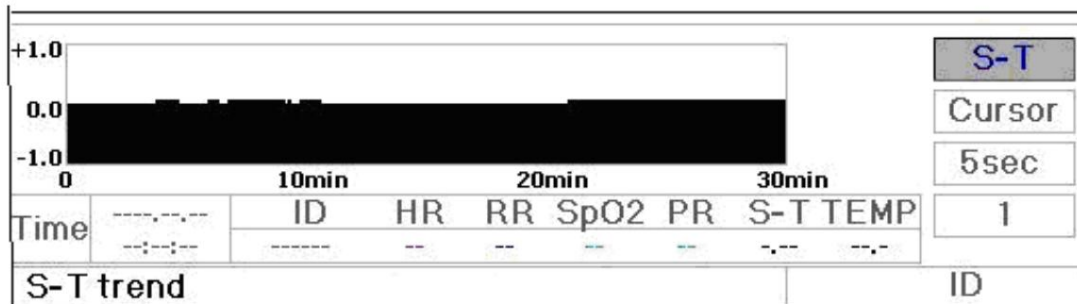 +1.0
S-T
0.0
Cursor
-1.0
5sec
0 10min 20min 30min
Time ----.--.-- ID HR RR SpO2 PR S-T TEMP 1
--:--:-- ------ -- -- -- -- -.-- --.-
S-T trend ID